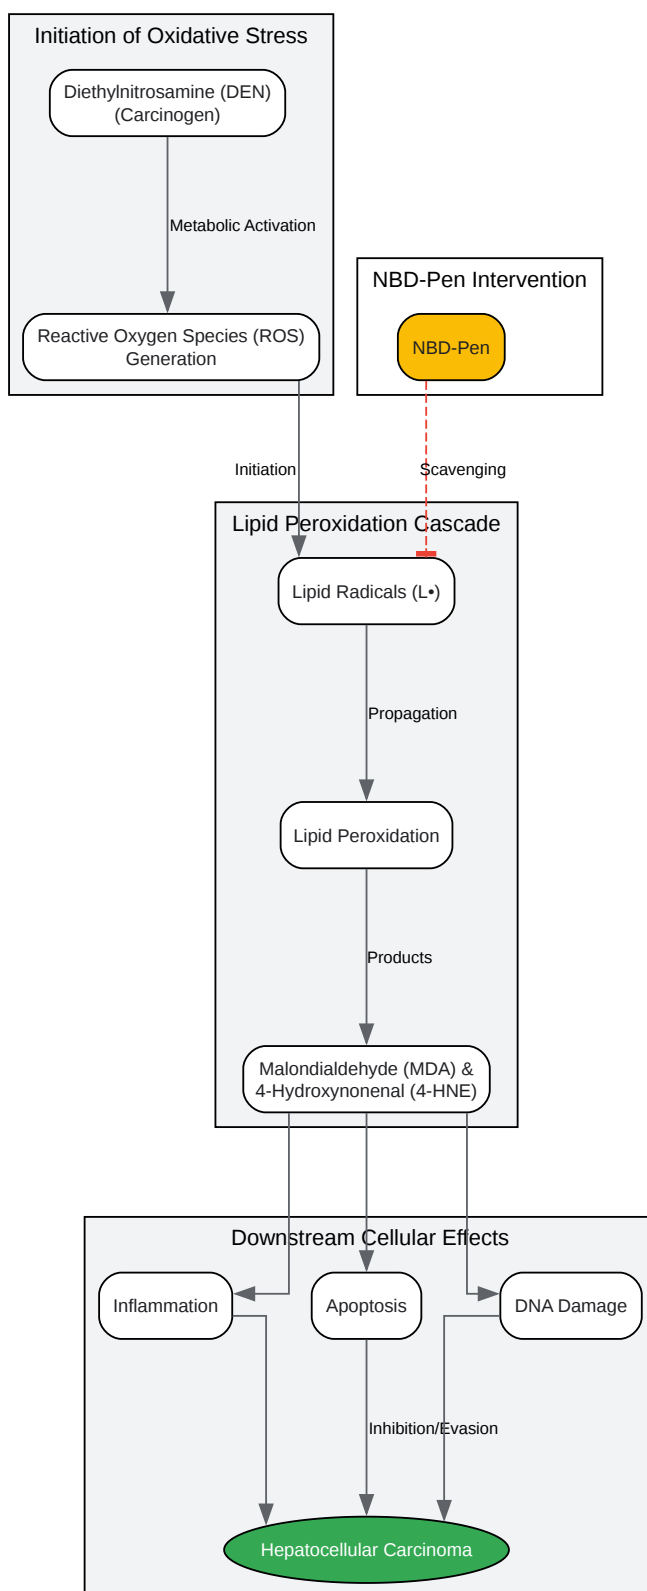 Initiation of Oxidative Stress
Diethylnitrosamine (DEN)
(Carcinogen)
Metabolic Activation
NBD-Pen Intervention
Reactive Oxygen Species (ROS)
Generation
NBD-Pen
Initiation
Scavenging
Lipid Peroxidation Cascade
Lipid Radicals (L•)
Propagation
Lipid Peroxidation
Products
Malondialdehyde (MDA) &
4-Hydroxynonenal (4-HNE)
Downstream Cellular Effects
Inflammation
Apoptosis
DNA Damage
Inhibition/Evasion
Hepatocellular Carcinoma